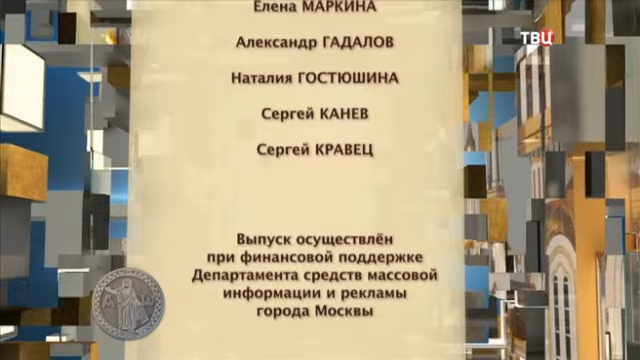 Елена МАРКИНА
ТВЦ
Александр ГАДАЛОВ
Наталия ГОСТЮШИНА
Сергей КАНЕВ
Сергей КРАВЕЦ
Выпуск осуществлён
при финансовой поддержке
Департамента средств массовой
информации и рекламы
города Москвы